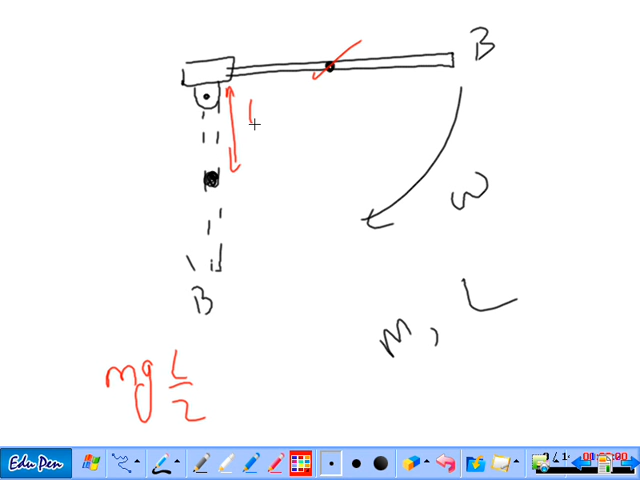 B
ω
B
M, L
mg L/2
Edu Pen